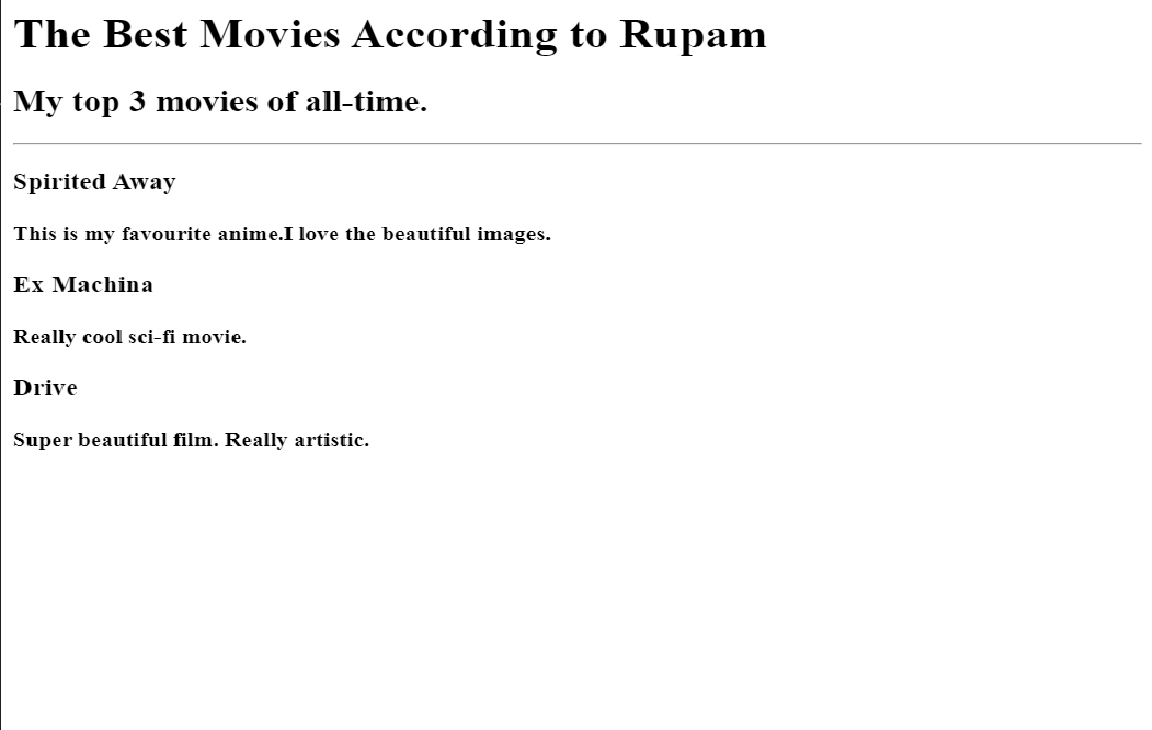 The Best Movies According to Rupam
My top 3 movies of all-time.
Spirited Away
This is my favourite anime.I love the beautiful images.
Ex Machina
Really cool sci-fi movie.
Drive
Super beautiful film. Really artistic.